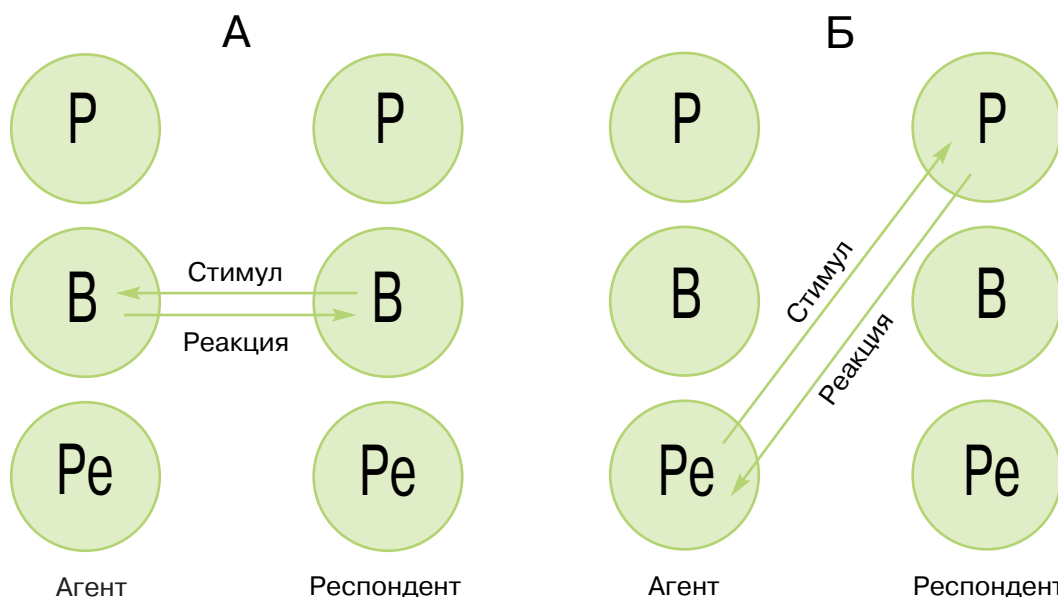 А
Р
Р
В
Стимул
В
Реакция
Ре
Ре
Агент
Респондент
Б
Р
Р
В
Стимул
В
Реакция
Ре
Ре
Агент
Респондент